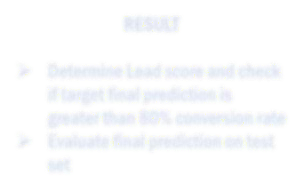 RESULT
➢ Determine Lead score and check
if target final prediction is
greater than 80% conversion rate
➢ Evaluate final prediction on test
set